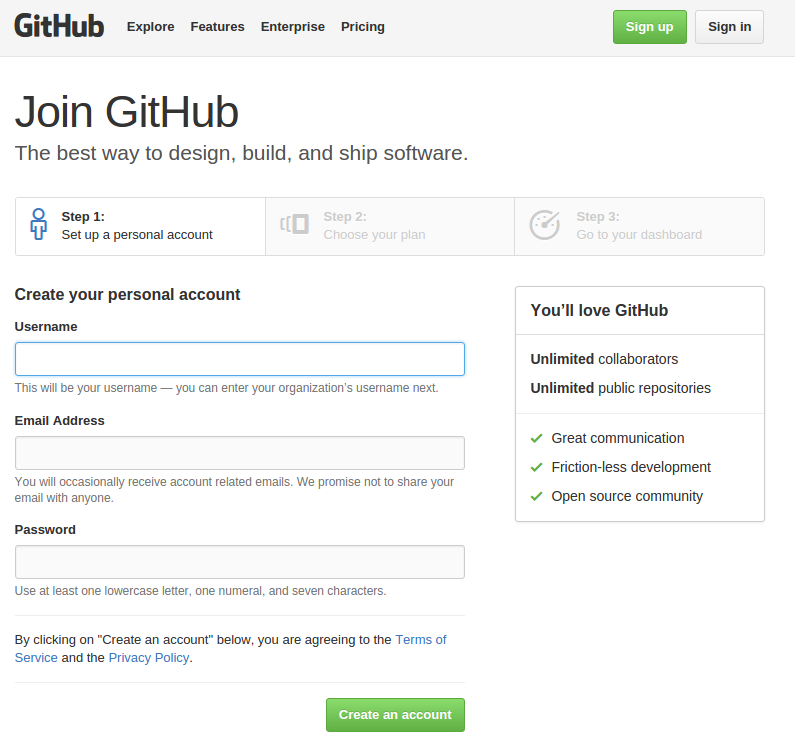 GitHub Explore Features Enterprise Pricing Sign up Sign in
Join GitHub
The best way to design, build, and ship software.
Step 1:
Set up a personal account
Step 2:
Choose your plan
Step 3:
Go to your dashboard
Create your personal account
Username
This will be your username — you can enter your organization’s username next.
Email Address
You will occasionally receive account related emails. We promise not to share your
email with anyone.
Password
Use at least one lowercase letter, one numeral, and seven characters.
By clicking on "Create an account" below, you are agreeing to the Terms of
Service and the Privacy Policy.
Create an account
You’ll love GitHub
Unlimited collaborators
Unlimited public repositories
Great communication
Friction-less development
Open source community